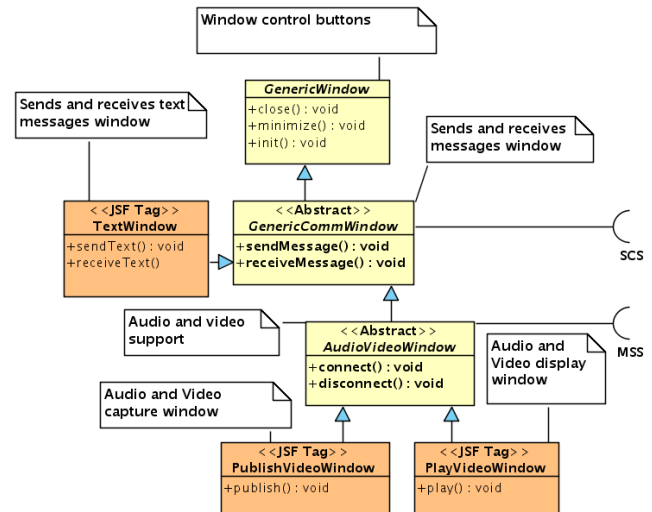 Window control buttons
GenericWindow
+close() : void
+minimize() : void
+init() : void
Sends and receives text
messages window
Sends and receives
messages window
<<JSF Tag>>
TextWindow
+sendText() : void
+receiveText()
<<Abstract>>
GenericCommWindow
+sendMessage() : void
+receiveMessage() : void
SCS
Audio and video
support
<<Abstract>>
AudioVideoWindow
+connect() : void
+disconnect() : void
MSS
Audio and
Video display
window
Audio and Video
capture window
<<JSF Tag>>
PublishVideoWindow
+publish() : void
<<JSF Tag>>
PlayVideoWindow
+play() : void